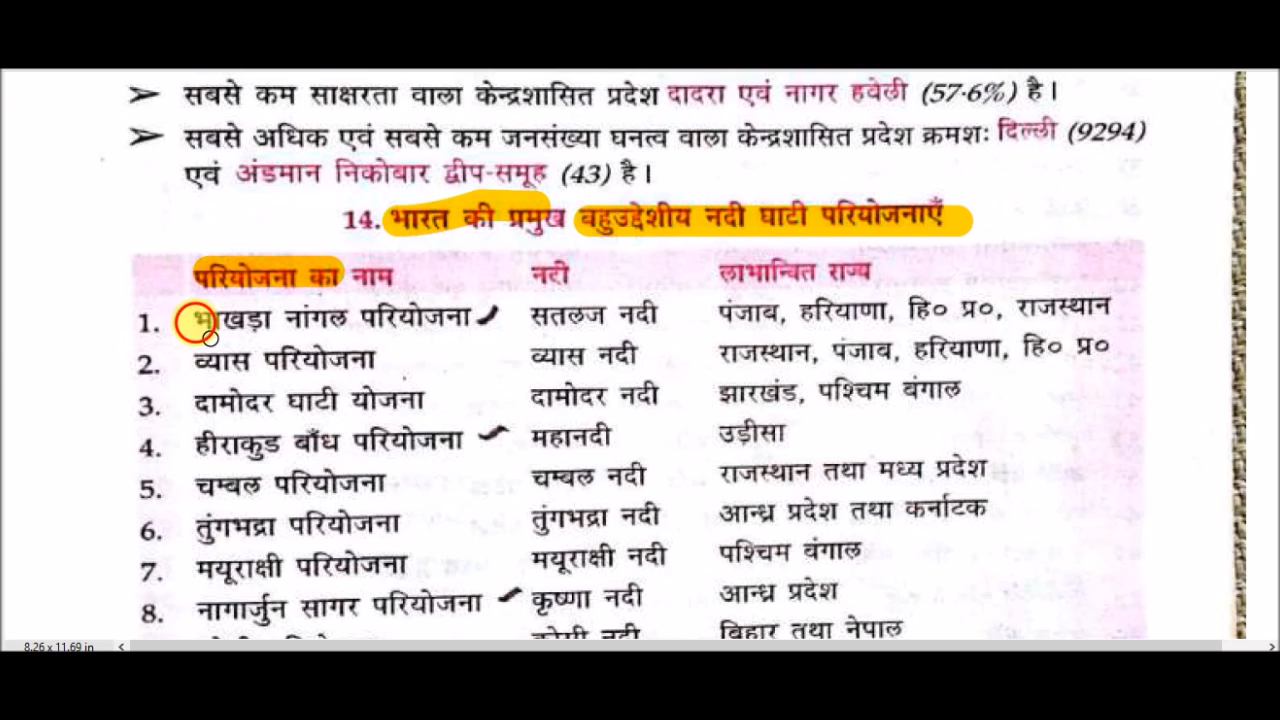 ➢ सबसे कम साक्षरता वाला केन्द्रशासित प्रदेश दादरा एवं नागर हवेली (57·6%) है।
➢ सबसे अधिक एवं सबसे कम जनसंख्या घनत्व वाला केन्द्रशासित प्रदेश क्रमशः दिल्ली (9294)
एवं अंडमान निकोबार द्वीप-समूह (43) है।
14. भारत की प्रमुख बहुउद्देशीय नदी घाटी परियोजनाएँ
परियोजना का नाम नदी लाभान्वित राज्य
1. भाखड़ा नांगल परियोजना सतलज नदी पंजाब, हरियाणा, हि० प्र०, राजस्थान
2. व्यास परियोजना व्यास नदी राजस्थान, पंजाब, हरियाणा, हि० प्र०
3. दामोदर घाटी योजना दामोदर नदी झारखंड, पश्चिम बंगाल
4. हीराकुड बाँध परियोजना महानदी उड़ीसा
5. चम्बल परियोजना चम्बल नदी राजस्थान तथा मध्य प्रदेश
6. तुंगभद्रा परियोजना तुंगभद्रा नदी आन्ध्र प्रदेश तथा कर्नाटक
7. मयूराक्षी परियोजना मयूराक्षी नदी पश्चिम बंगाल
8. नागार्जुन सागर परियोजना कृष्णा नदी आन्ध्र प्रदेश
बिहार तथा नेपाल
8.26 x 11.69 in